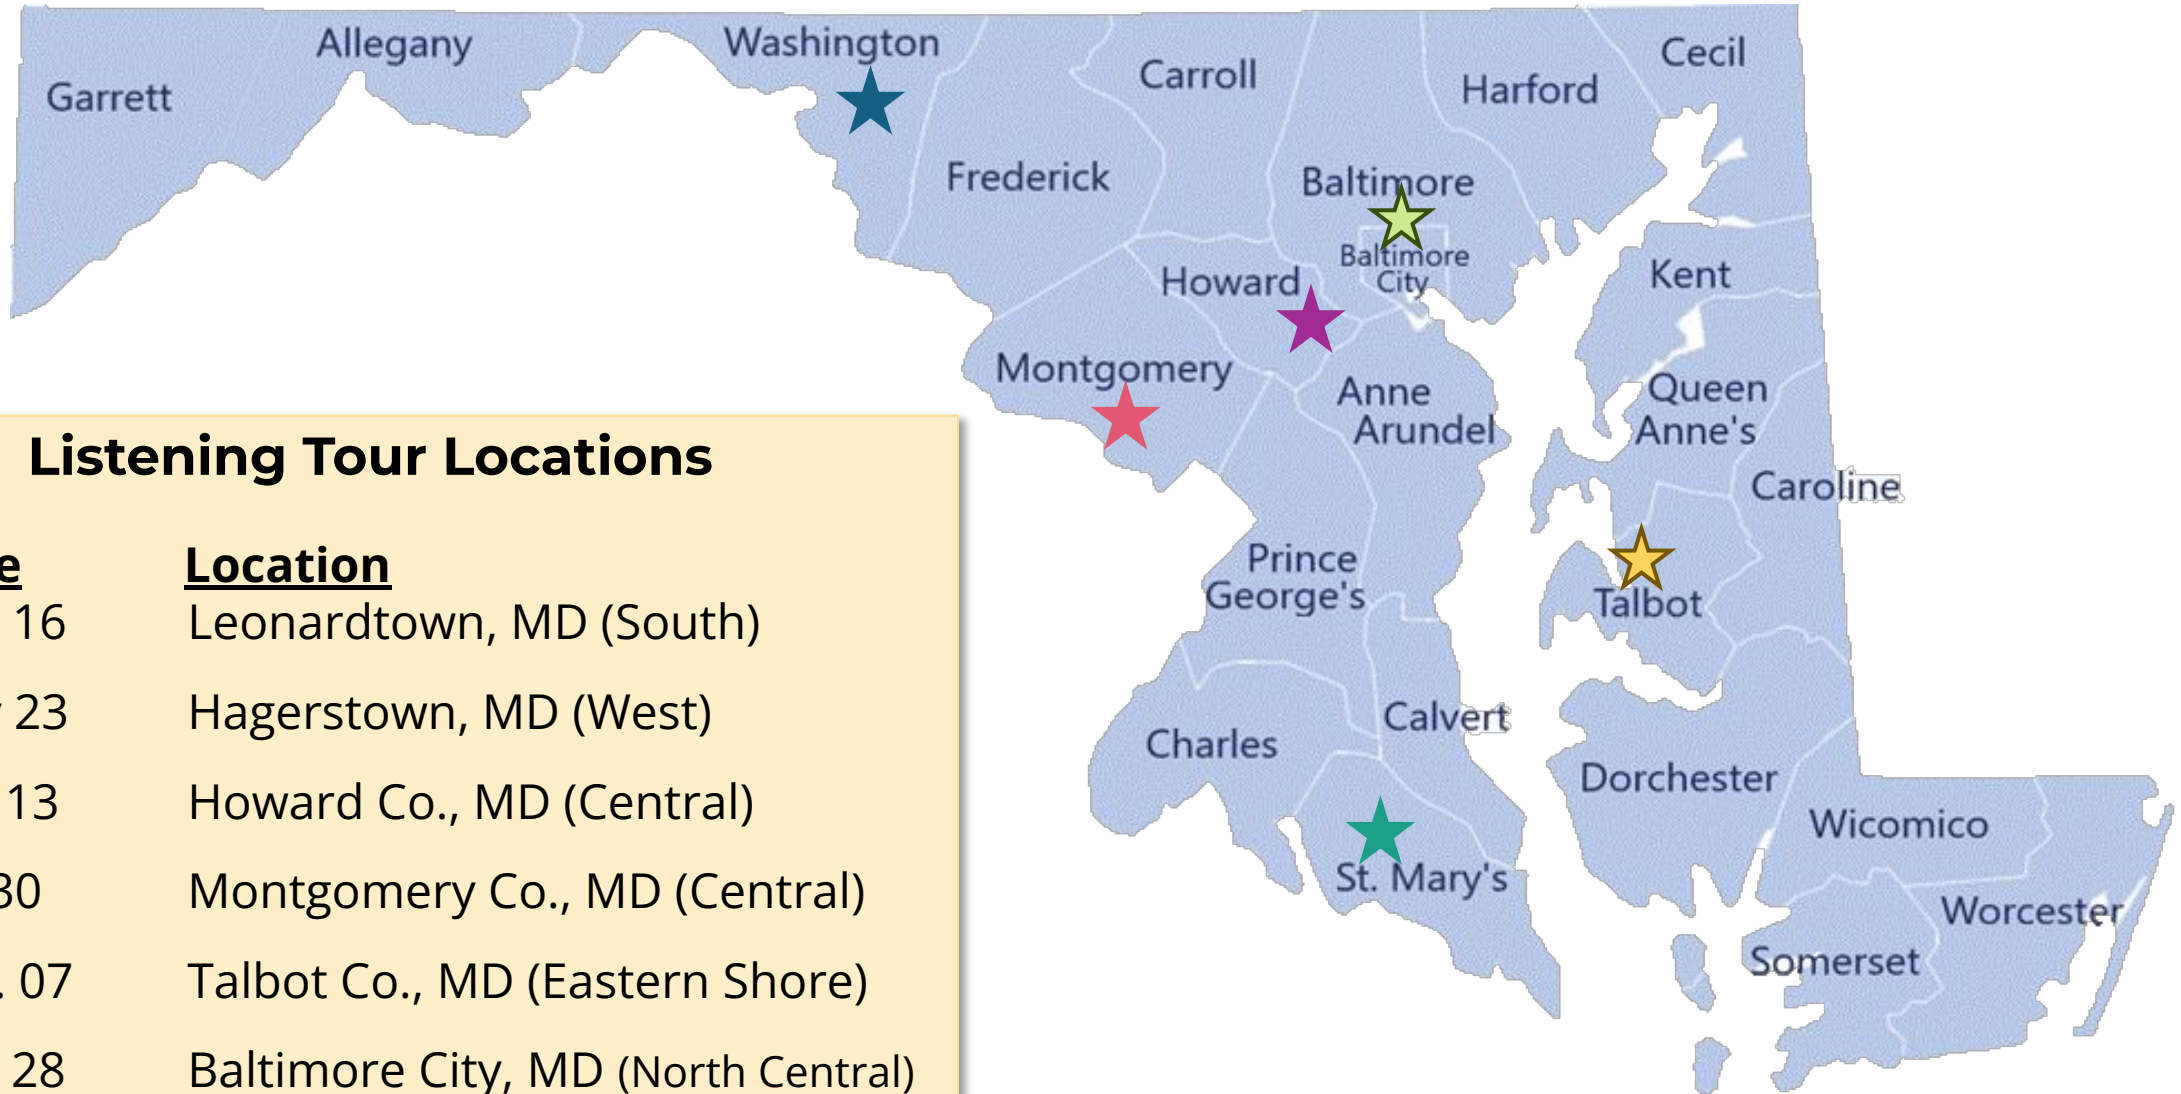 Allegany
Washington
Cecil
Garrett
Carroll
Harford
Frederick
Baltimore
Baltimore
City
Howard
Kent
Montgomery
Anne
Arundel
Queen
Anne's
Caroline
Prince
George's
Talbot
Calvert
Charles
Dorchester
Wicomico
St. Mary's
Worcester
Somerset
Listening Tour Locations
Location
16 Leonardtown, MD (South)
23 Hagerstown, MD (West)
13 Howard Co., MD (Central)
30 Montgomery Co., MD (Central)
07 Talbot Co., MD (Eastern Shore)
28 Baltimore City, MD (North Central)